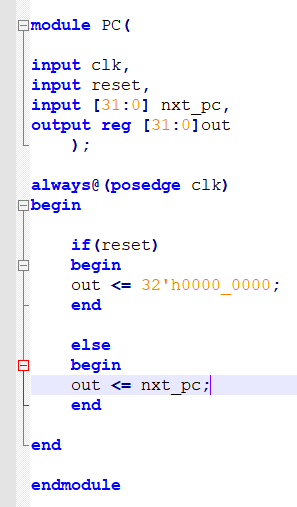 module PC(
input clk,
input reset,
input [31:0] nxt_pc,
output reg [31:0]out
);
always@(posedge clk)
begin
if(reset)
begin
out <= 32'h0000_0000;
end
else
begin
out <= nxt_pc;
end
end
endmodule